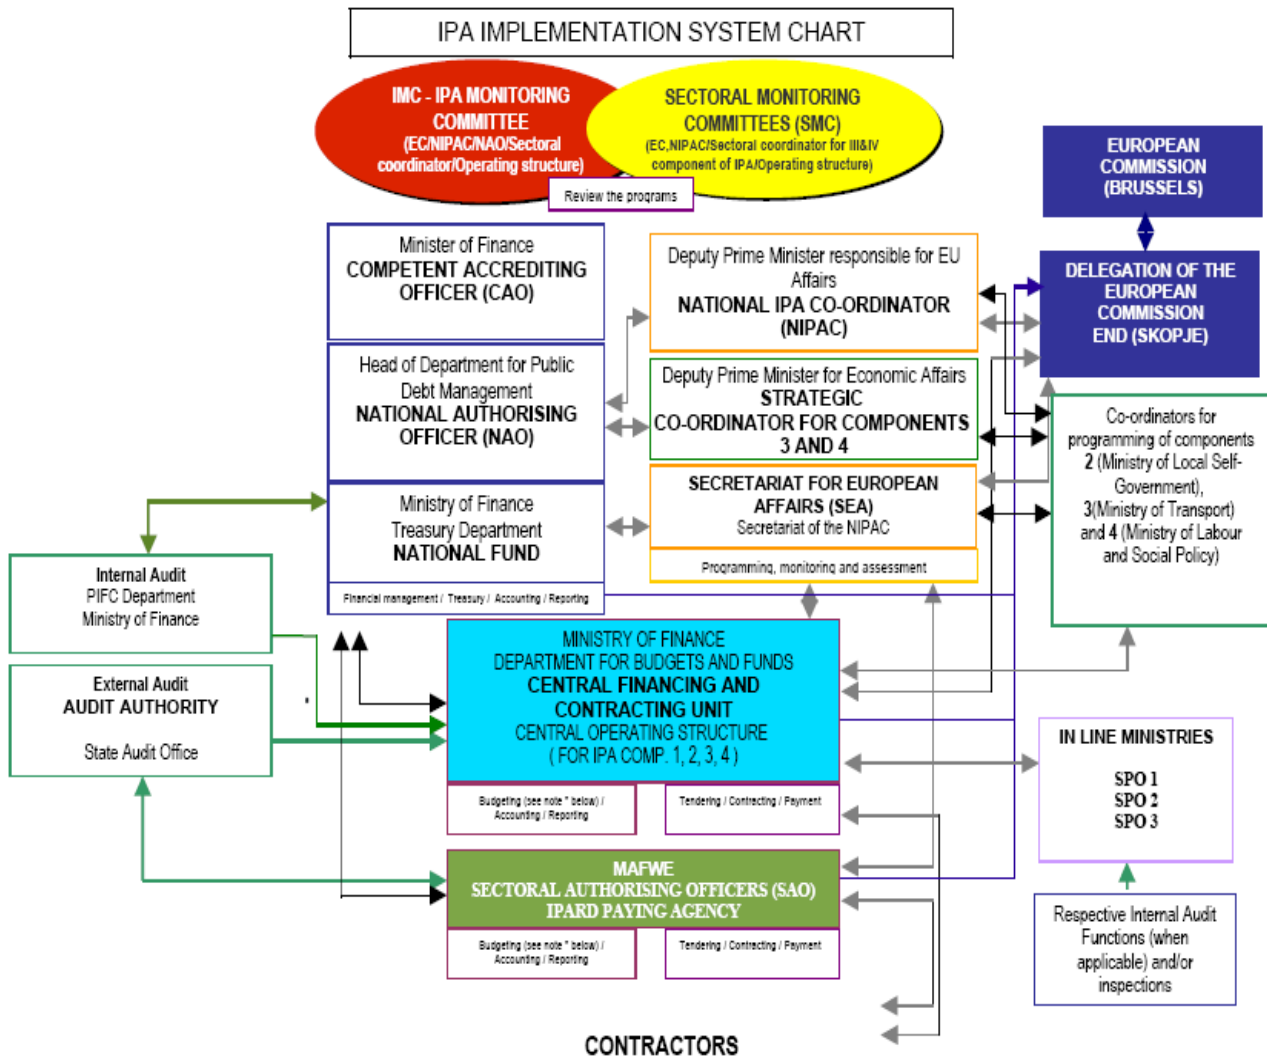 IPA IMPLEMENTATION SYSTEM CHART
IMC - IPA MONITORING
COMMITTEE
(EC/NIPAC/NAO/Sectoral
coordinator/Operating structure)
SECTORAL MONITORING
COMMITTEES (SMC)
(EC,NIPAC/Sectoral coordinator for III&IV
component of IPA/Operating structure)
Review the programs
EUROPEAN
COMMISSION
(BRUSSELS)
Minister of Finance
COMPETENT ACCREDITING
OFFICER (CAO)
Deputy Prime Minister responsible for EU
Affairs
NATIONAL IPA CO-ORDINATOR
(NIPAC)
DELEGATION OF THE
EUROPEAN
COMMISSION
END (SKOPJE)
Head of Department for Public
Debt Management
NATIONAL AUTHORISING
OFFICER (NAO)
Deputy Prime Minister for Economic Affairs
STRATEGIC
CO-ORDINATOR FOR COMPONENTS
3 AND 4
Co-ordinators for
programming of components
2 (Ministry of Local Self-
Government),
3(Ministry of Transport)
and 4 (Ministry of Labour
and Social Policy)
Ministry of Finance
Treasury Department
NATIONAL FUND
SECRETARIAT FOR EUROPEAN
AFFAIRS (SEA)
Secretariat of the NIPAC
Programming, monitoring and assessment
Financial management / Treasury / Accounting / Reporting
Internal Audit
PIFC Department
Ministry of Finance
External Audit
AUDIT AUTHORITY
State Audit Office
MINISTRY OF FINANCE
DEPARTMENT FOR BUDGETS AND FUNDS
CENTRAL FINANCING AND
CONTRACTING UNIT
CENTRAL OPERATING STRUCTURE
( FOR IPA COMP. 1, 2, 3, 4 )
Budgeting (see note * below) /
Accounting / Reporting
Tendering / Contracting / Payment
IN LINE MINISTRIES
SPO 1
SPO 2
SPO 3
MAFWE
SECTORAL AUTHORISING OFFICERS (SAO)
IPARD PAYING AGENCY
Budgeting (see note * below) /
Accounting / Reporting
Tendering / Contracting / Payment
Respective Internal Audit
Functions (when
applicable) and/or
inspections
CONTRACTORS